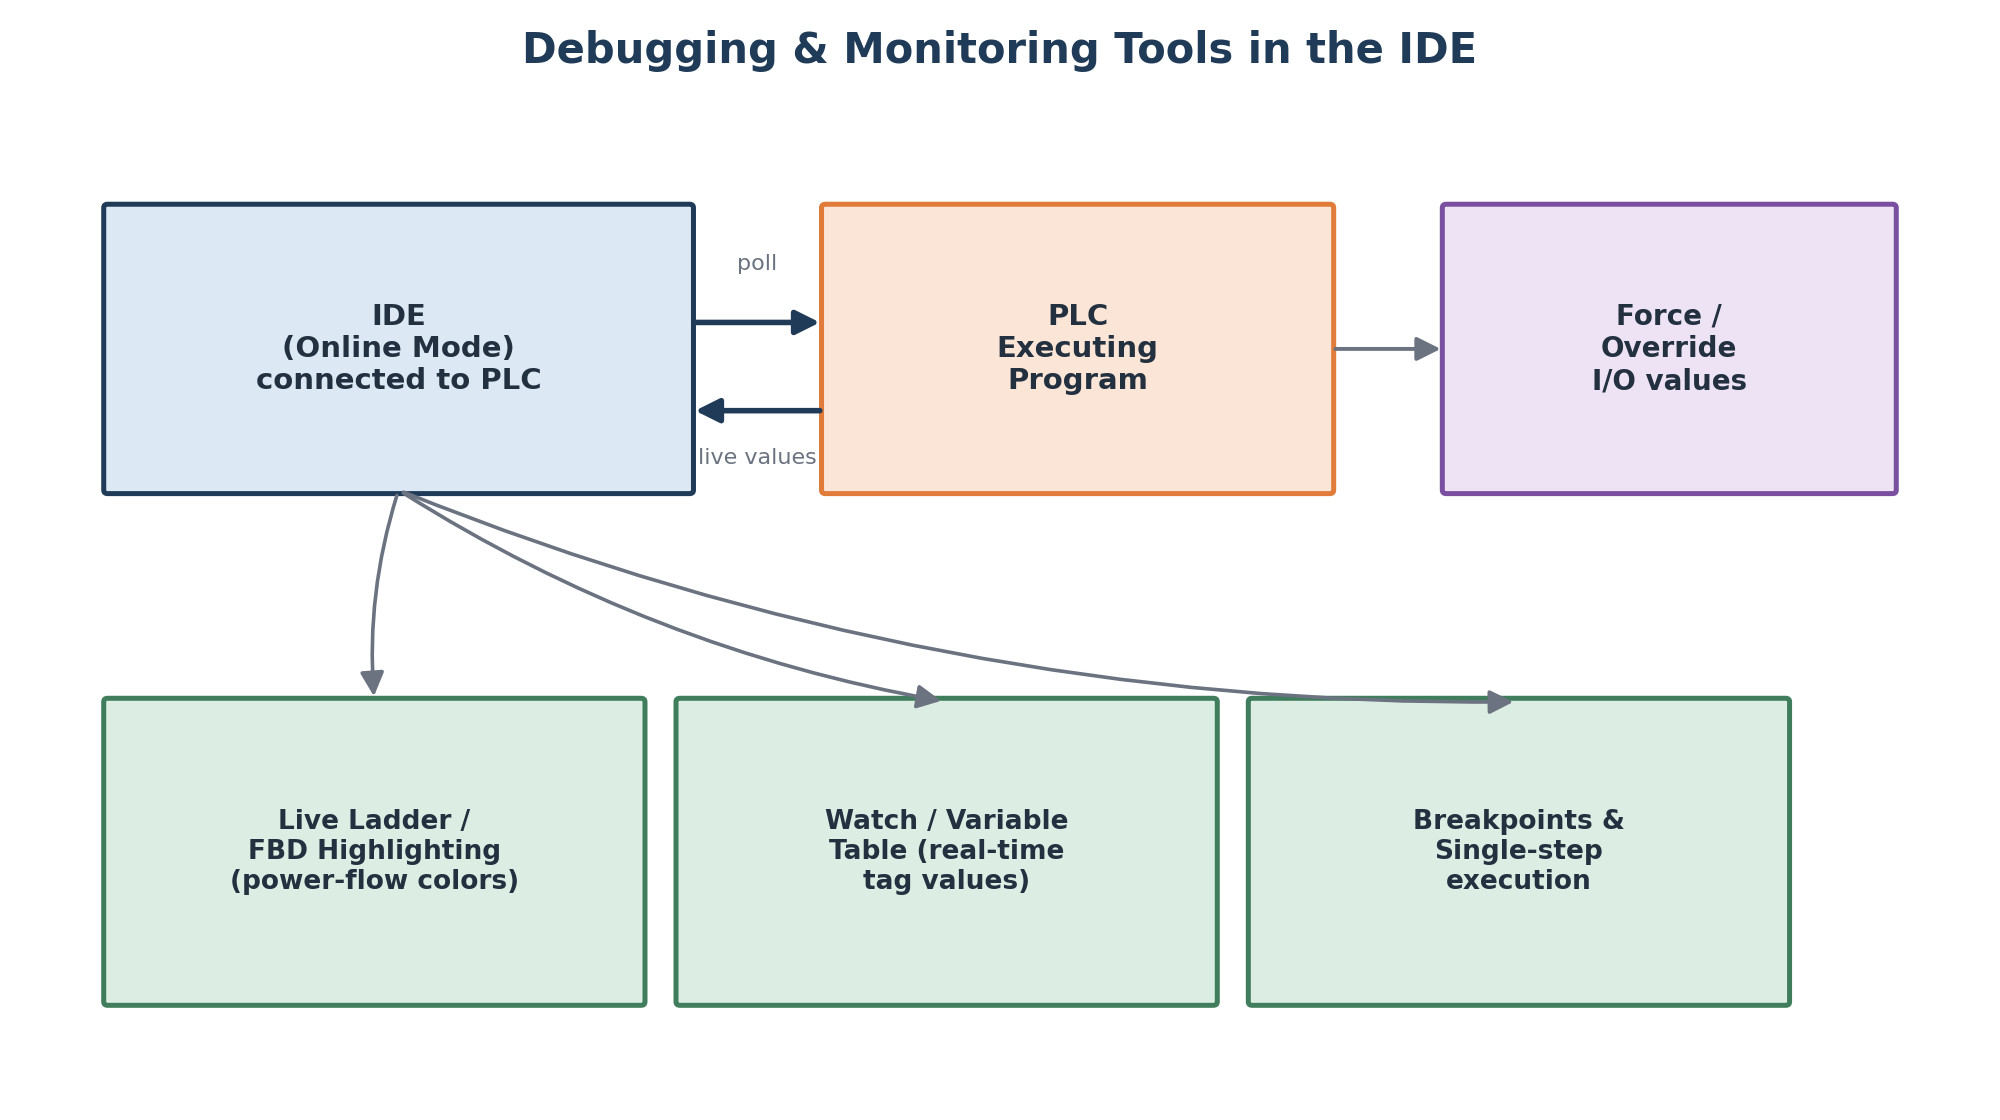 Debugging & Monitoring Tools in the IDE
IDE
(Online Mode)
connected to PLC
poll
live values
PLC
Executing
Program
Force /
Override
I/O values
Live Ladder /
FBD Highlighting
(power-flow colors)
Watch / Variable
Table (real-time
tag values)
Breakpoints &
Single-step
execution